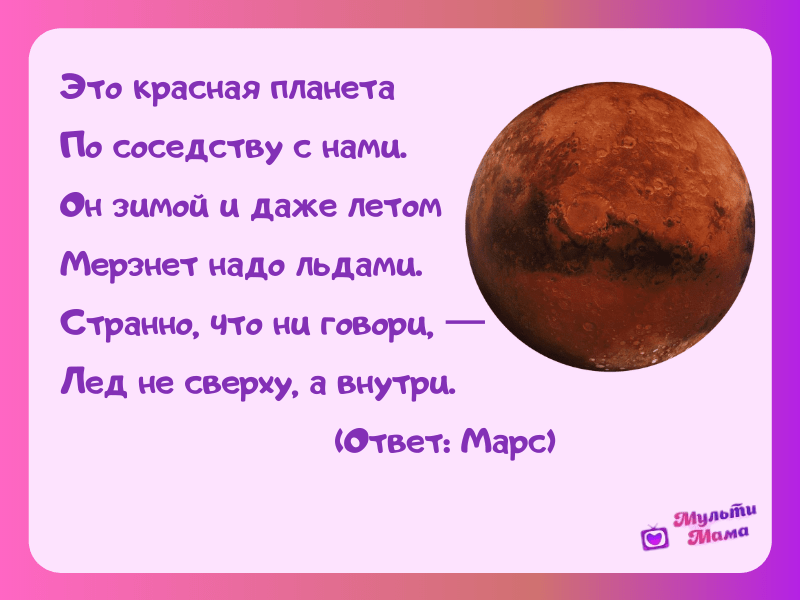 Это красная планета
По соседству с нами.
Он зимой и даже летом
Мерзнет надо льдами.
Странно, что ни говори, —
Лед не сверху, а внутри.
(Ответ: Марс)
Мульти
Мама